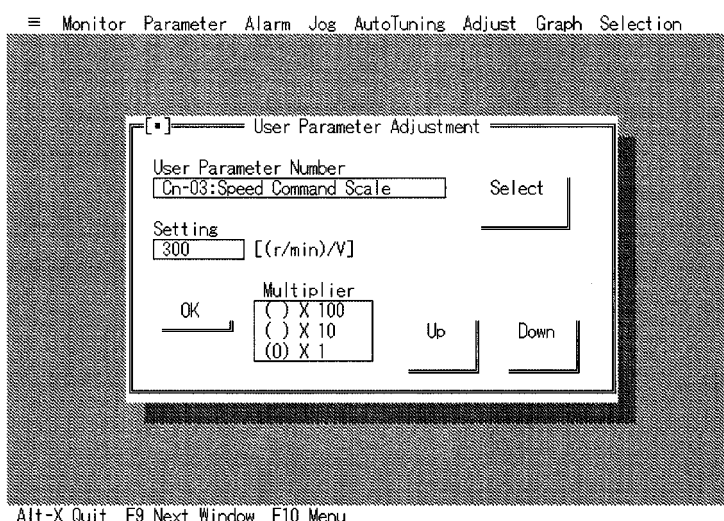 ≡ Monitor Parameter Alarm Jog AutoTuning Adjust Graph Selection
[▪] User Parameter Adjustment
User Parameter Number
Cn-03:Speed Command Scale
Select
Setting
300 [(r/min)/V]
Multiplier
( ) X 100
( ) X 10
(0) X 1
OK
Up
Down
Alt-X Quit F9 Next Window F10 Menu